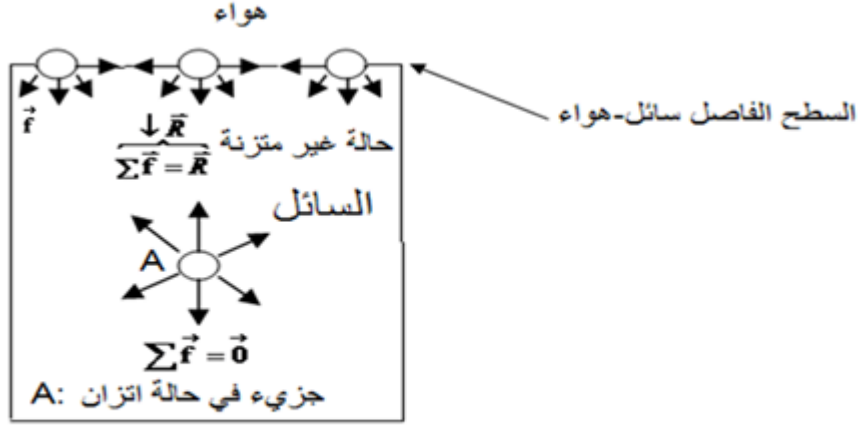 هواء
السطح الفاصل سائل-هواء
f
↓ R
حالة غير متزنة ∑f = R
السائل
A
∑f = 0
A: جزيء في حالة اتزان